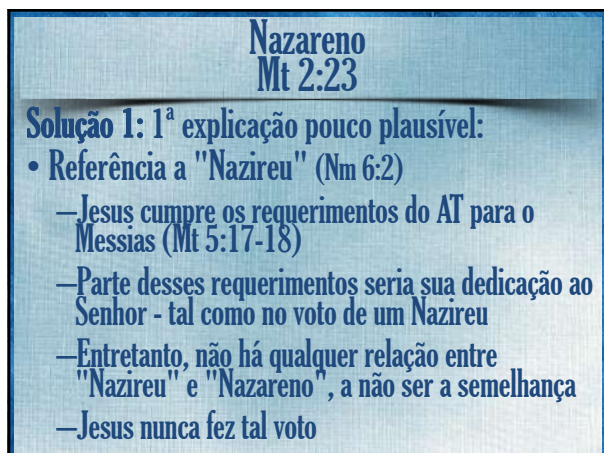 Nazareno
Mt 2:23
Solução 1: 1ª explicação pouco plausível:
• Referência a "Nazireu" (Nm 6:2)
–Jesus cumpre os requerimentos do AT para o
Messias (Mt 5:17-18)
–Parte desses requerimentos seria sua dedicação ao
Senhor - tal como no voto de um Nazireu
–Entretanto, não há qualquer relação entre
"Nazireu" e "Nazareno", a não ser a semelhança
–Jesus nunca fez tal voto